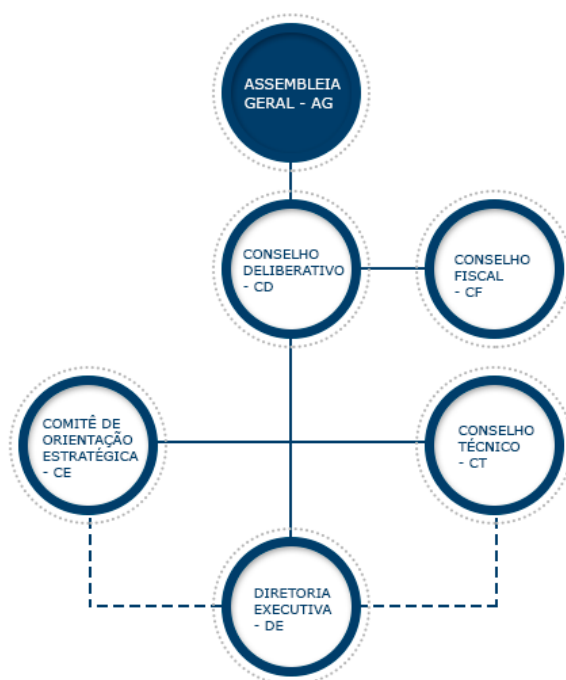 ASSEMBLEIA
GERAL - AG
CONSELHO
DELIBERATIVO
- CD
CONSELHO
FISCAL
- CF
COMITÊ DE
ORIENTAÇÃO
ESTRATÉGICA
- CE
CONSELHO
TÉCNICO
- CT
DIRETORIA
EXECUTIVA
- DE